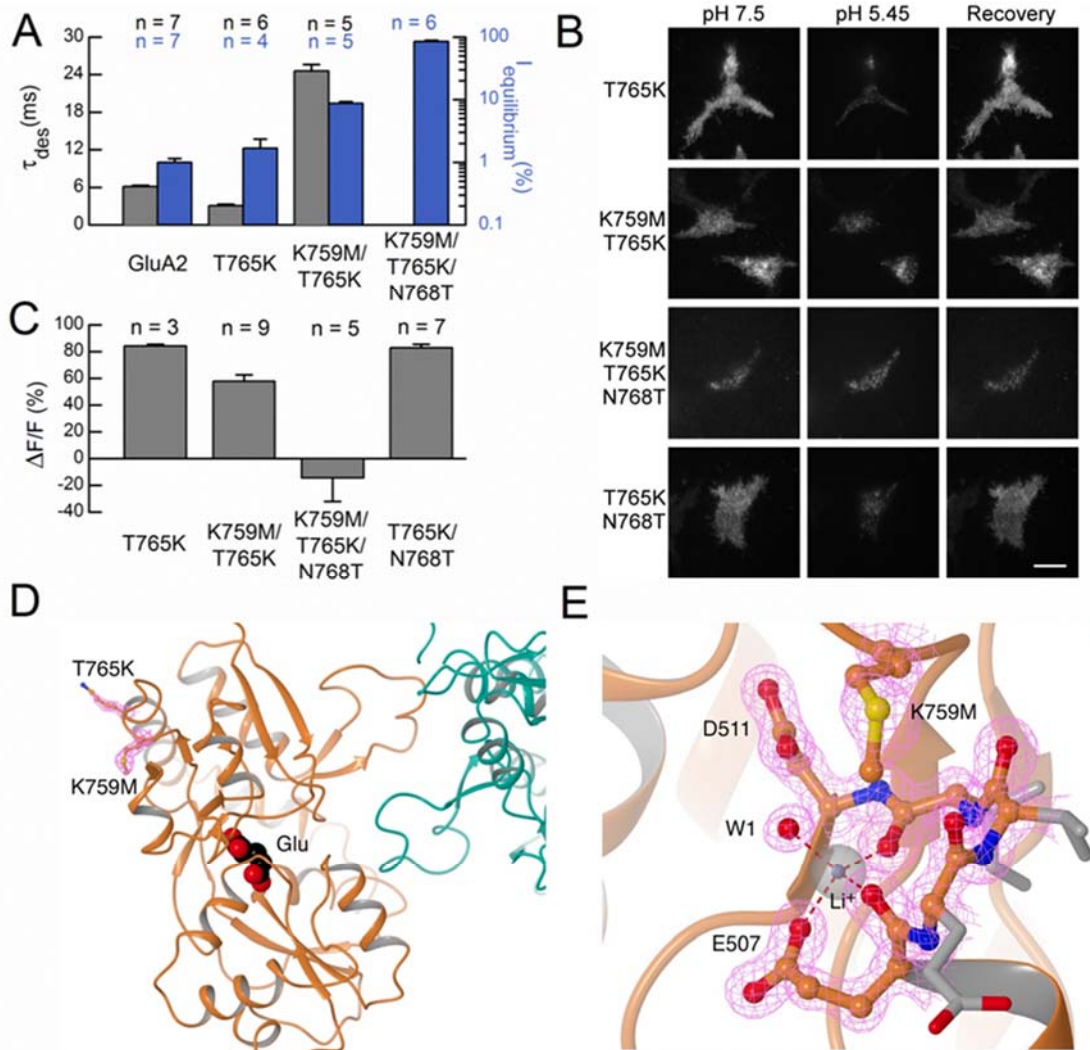 A
n = 7 n = 6 n = 5 n = 6
n = 7 n = 4 n = 5
30
24
18
12
6
0
τdes(ms)
100
10
1
0.1
Iequilibrium (%)
GluA2
T765K
K759M/
T765K
K759M/
T765K/
N768T
B
pH 7.5 pH 5.45 Recovery
T765K
K759M
T765K
K759M
T765K
N768T
T765K
N768T
C
n = 3 n = 9 n = 5 n = 7
100
80
60
40
20
0
-20
-40
ΔF/F (%)
T765K
K759M/
T765K
K759M/
T765K/
N768T
T765K/
N768T
D
T765K
K759M
Glu
E
D511
K759M
W1
Li+
E507